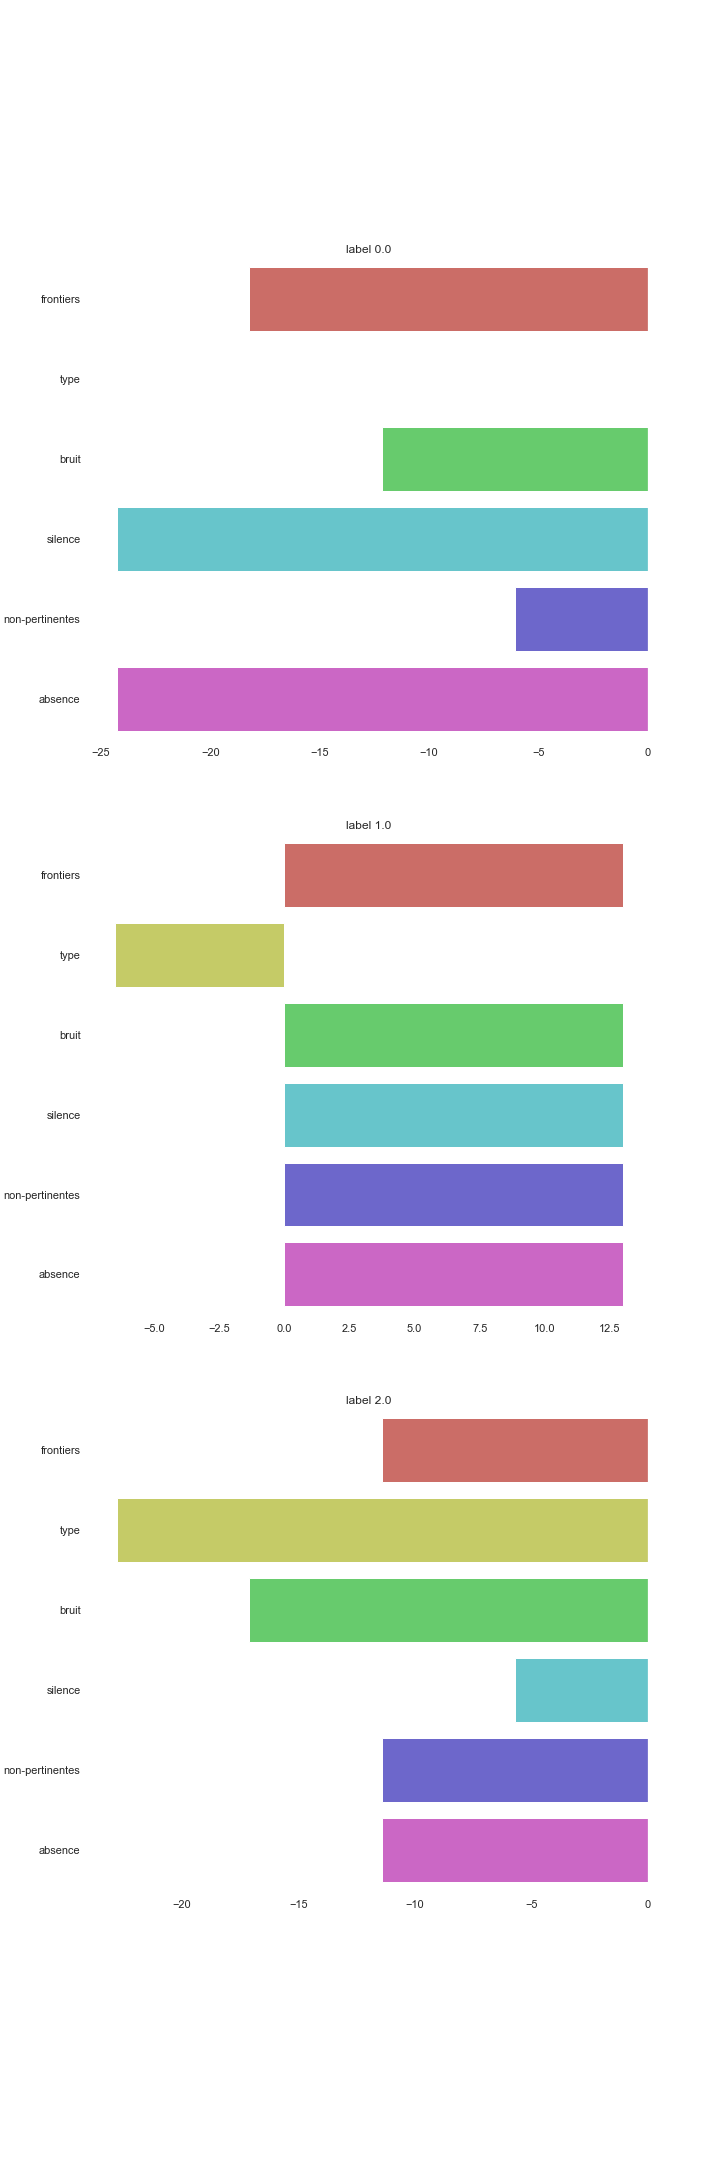 label 0.0
frontiers
type
bruit
silence
non-pertinentes
absence
−25 −20 −15 −10 −5 0
label 1.0
frontiers
type
bruit
silence
non-pertinentes
absence
−5.0 −2.5 0.0 2.5 5.0 7.5 10.0 12.5
label 2.0
frontiers
type
bruit
silence
non-pertinentes
absence
−20 −15 −10 −5 0